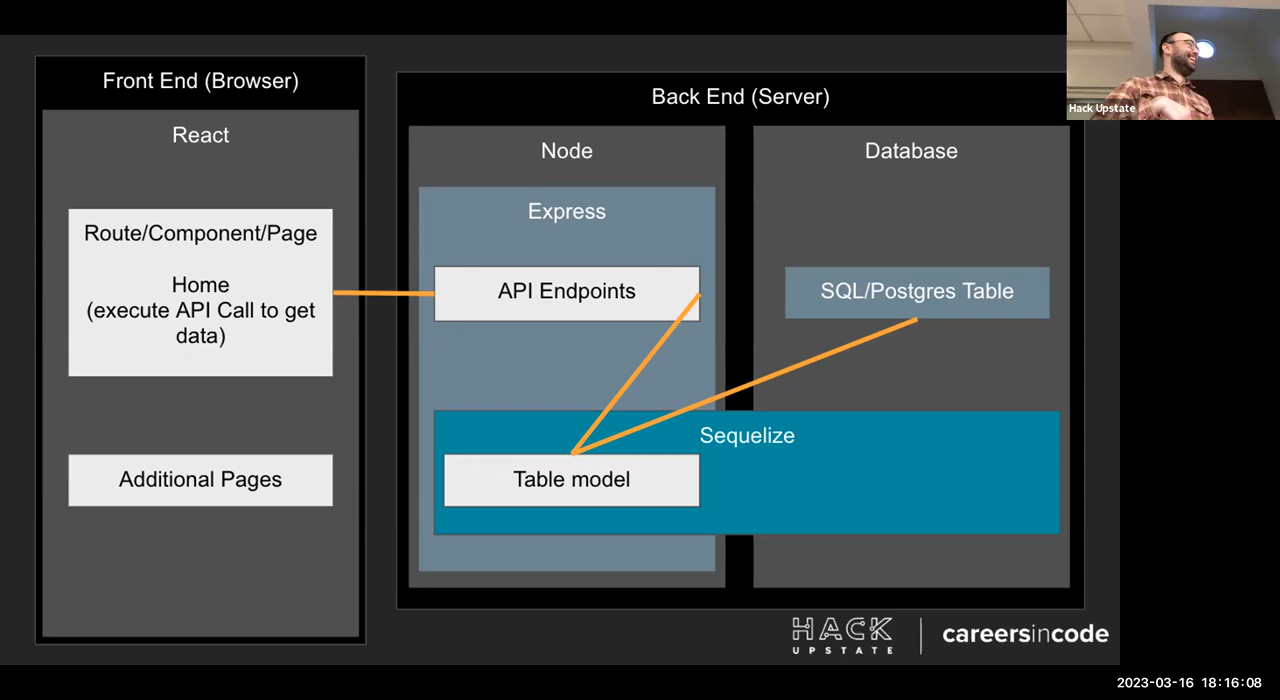 Front End (Browser)
React
Route/Component/Page
Home
(execute API Call to get
data)
Additional Pages
Back End (Server)
Node
Express
API Endpoints
Table model
Sequelize
Database
SQL/Postgres Table
Hack Upstate
HACK
UPSTATE
careersincode
2023-03-16 18:16:08